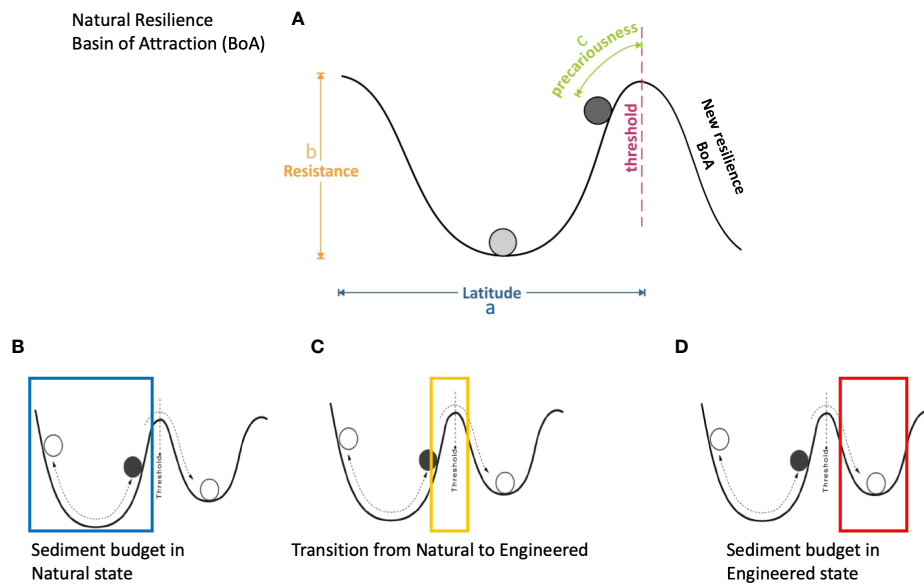 Natural Resilience
Basin of Attraction (BoA)
A
c
precariousness
b
Resistance
threshold
New resilience
BoA
Latitude
a
B
C
D
Threshold
Threshold
Threshold
Sediment budget in
Natural state
Transition from Natural to Engineered
Sediment budget in
Engineered state